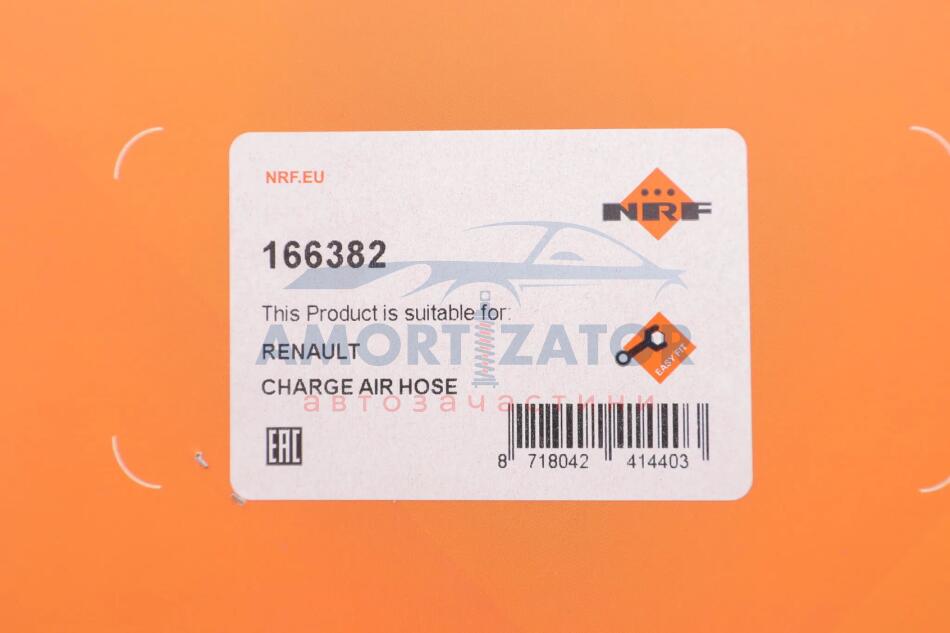 NRF.EU
NRF
166382
This Product is suitable for:
AMORTIZATOR
RENAULT
EASY FIT
CHARGE AIR HOSE
автозапчастини
EAC
8 718042 414403